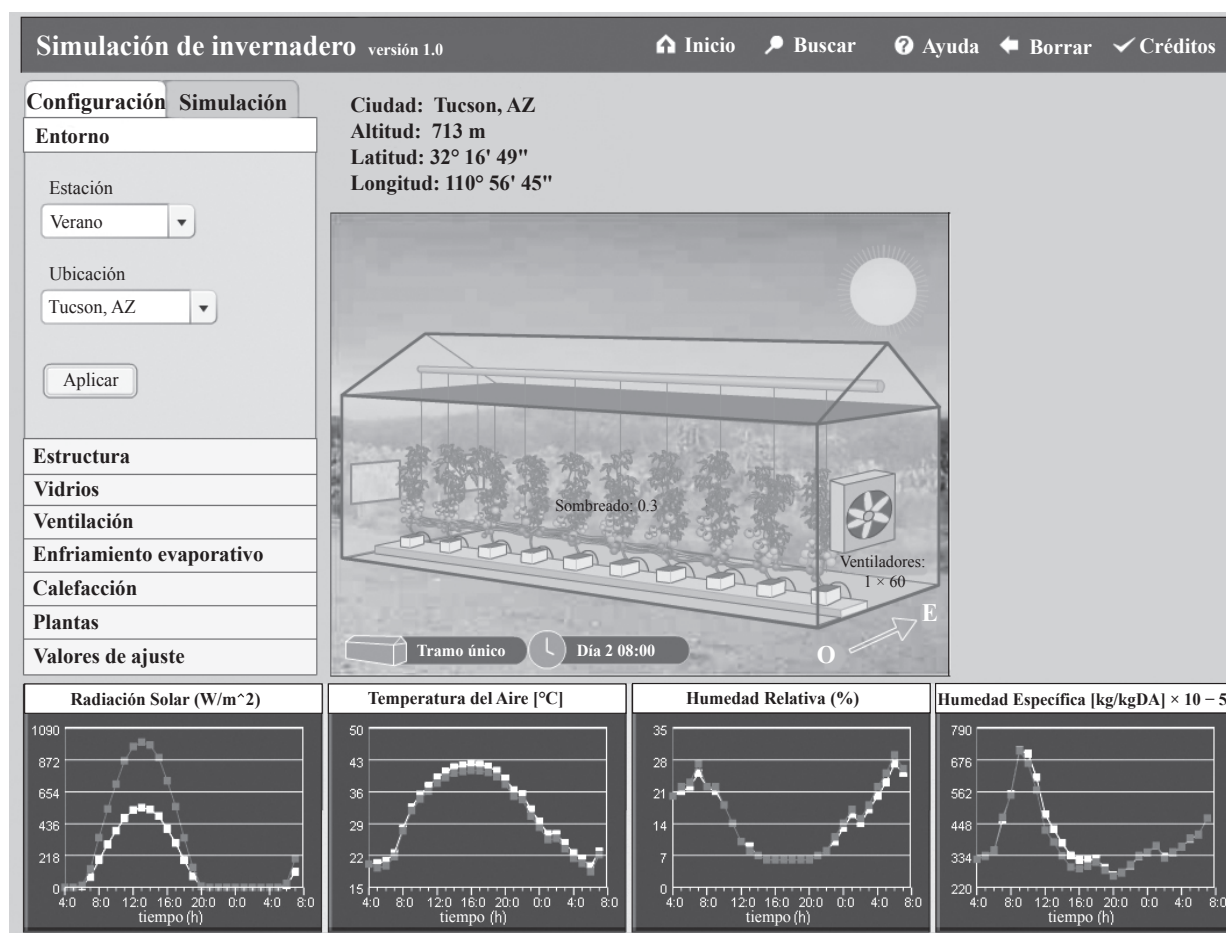 Simulación de invernadero versión 1.0
Inicio Buscar Ayuda Borrar Créditos
Configuración Simulación
Entorno
Estación
Verano
Ubicación
Tucson, AZ
Aplicar
Estructura
Vidrios
Ventilación
Enfriamiento evaporativo
Calefacción
Plantas
Valores de ajuste
Ciudad: Tucson, AZ
Altitud: 713 m
Latitud: 32° 16' 49"
Longitud: 110° 56' 45"
Sombreado: 0.3
Ventiladores:
1 × 60
E
O
Tramo único Día 2 08:00
Radiación Solar (W/m^2)
1090
872
654
436
218
0
4:0 8:0 12:0 16:0 20:0 0:0 4:0 8:0
tiempo (h)
Temperatura del Aire [°C]
50
43
36
29
22
15
4:0 8:0 12:0 16:0 20:0 0:0 4:0 8:0
tiempo (h)
Humedad Relativa (%)
35
28
21
14
7
0
4:0 8:0 12:0 16:0 20:0 0:0 4:0 8:0
tiempo (h)
Humedad Específica [kg/kgDA] × 10 – 5
790
676
562
448
334
220
4:0 8:0 12:0 16:0 20:0 0:0 4:0 8:0
tiempo (h)